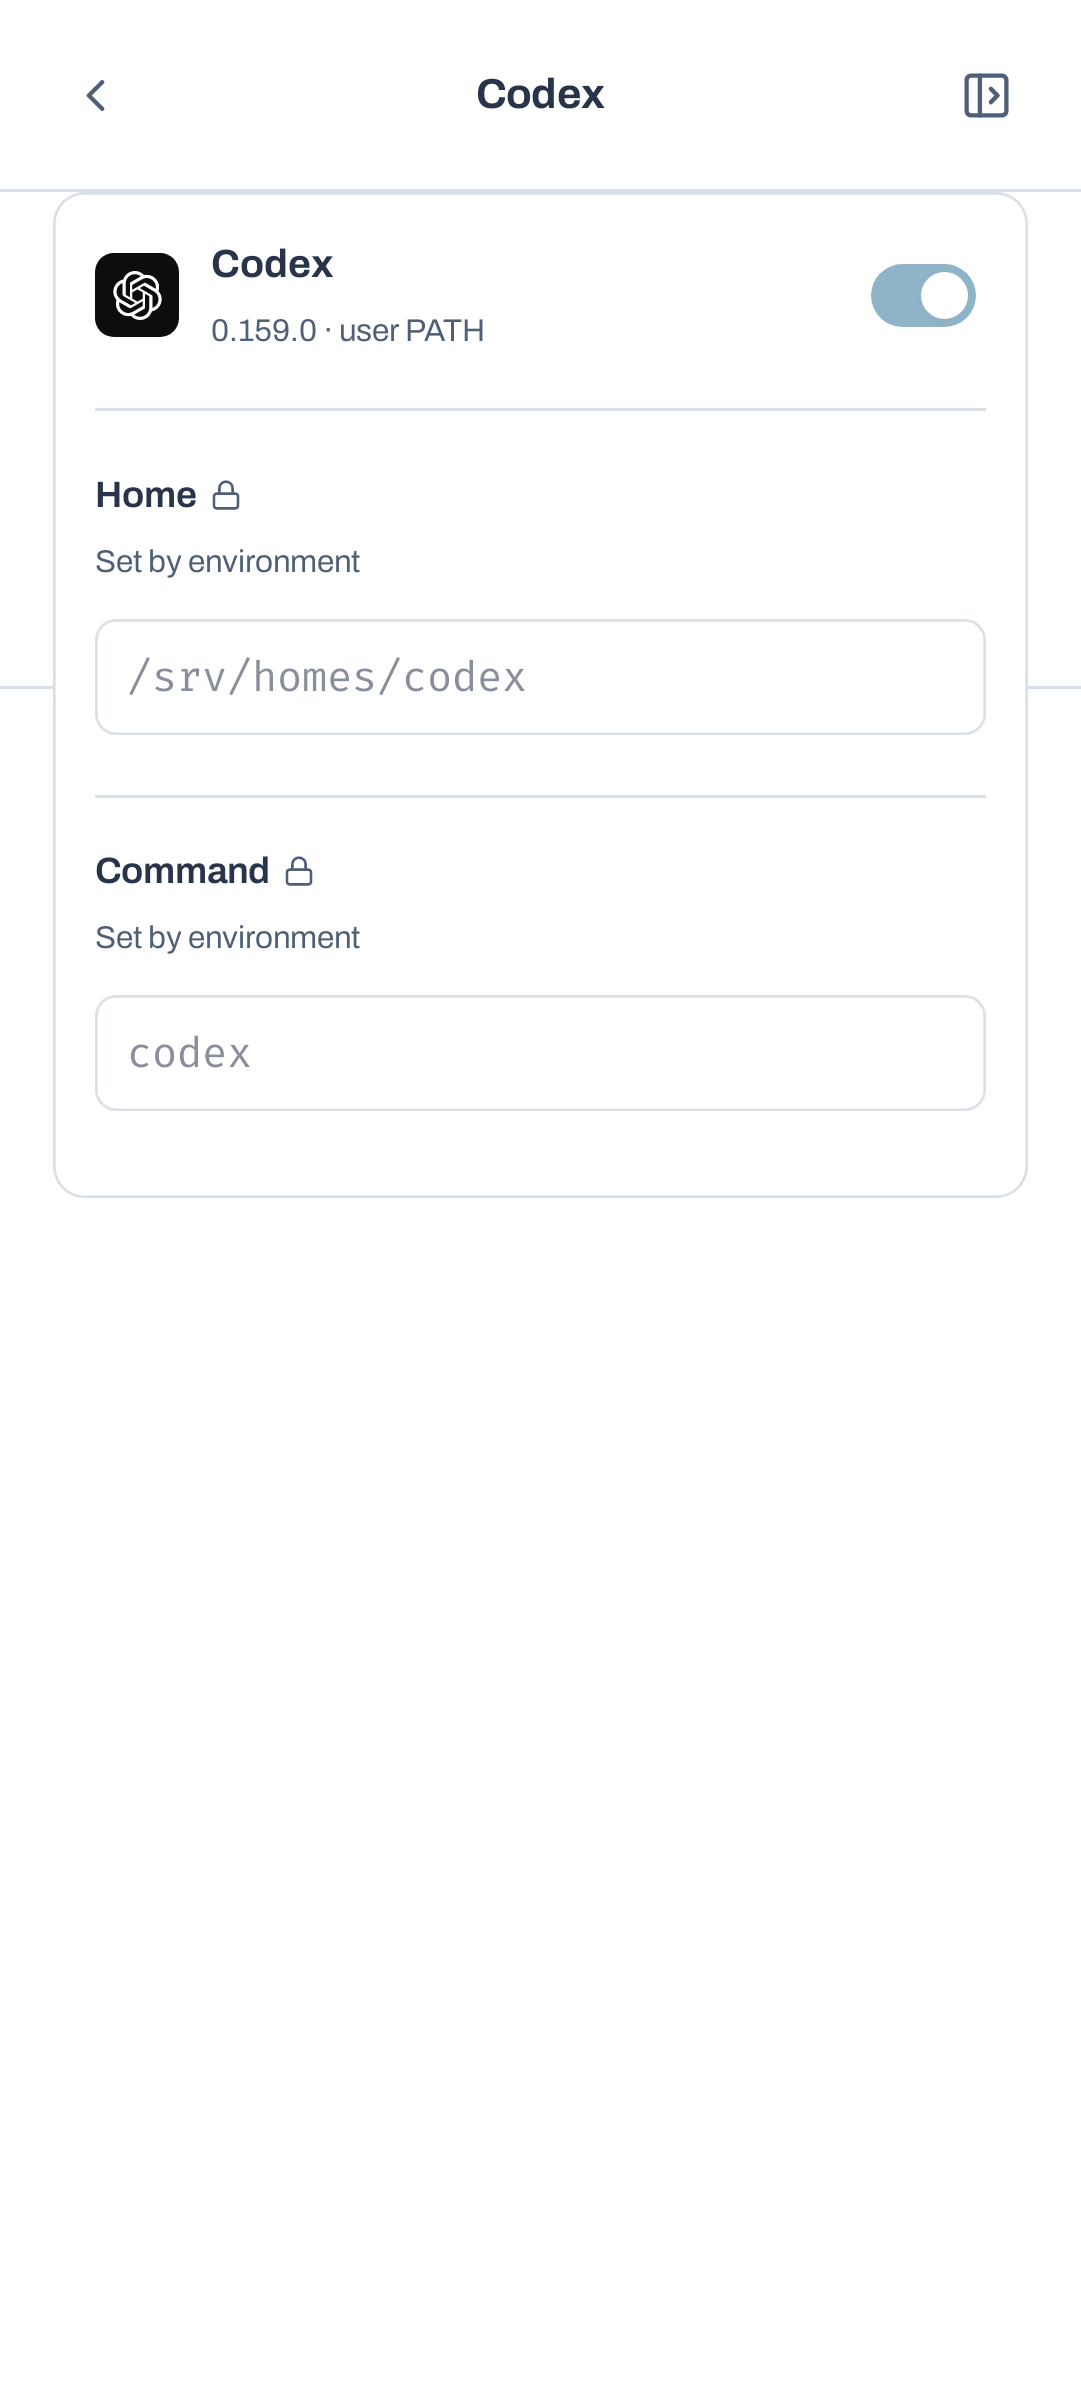 Codex
Codex
0.159.0 · user PATH
Home
Set by environment
/srv/homes/codex
Command
Set by environment
codex